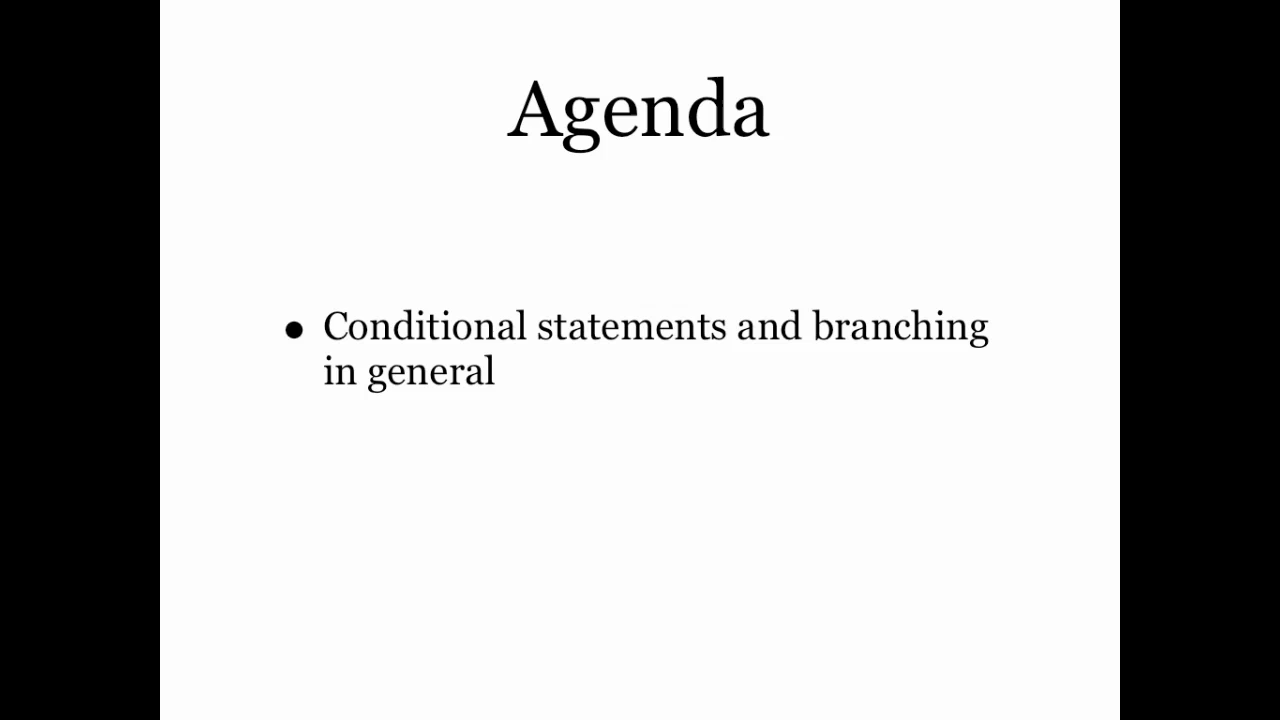 Agenda
• Conditional statements and branching
in general